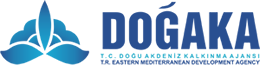 DOĞAKA
T.C. DOĞU AKDENİZ KALKINMA AJANSI
T.R. EASTERN MEDITERRANEAN DEVELOPMENT AGENCY